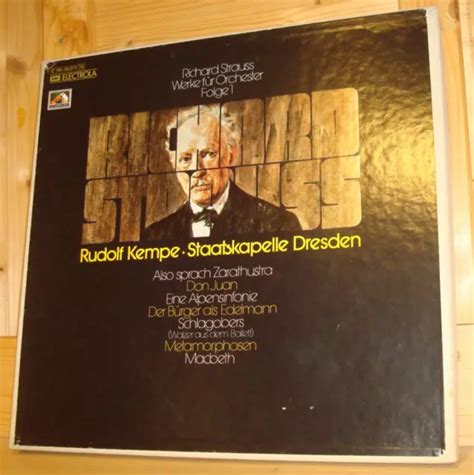 ELECTROLA
Richard Strauss
Werke für Orchester
Folge 1
RICHARD
STRAUSS
Rudolf Kempe · Staatskapelle Dresden
Also sprach Zarathustra
Don Juan
Eine Alpensinfonie
Der Bürger als Edelmann
Schlagobers
(Walzer aus dem Ballett)
Metamorphosen
Macbeth